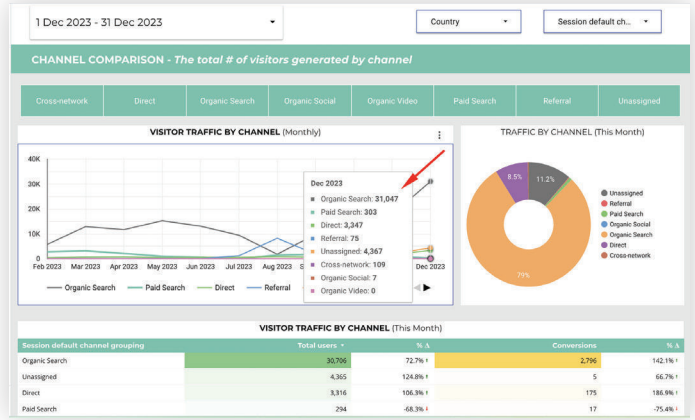 1 Dec 2023 - 31 Dec 2023
Country
Session default ch...
CHANNEL COMPARISON - The total # of visitors generated by channel
Cross-network Direct Organic Search Organic Social Organic Video Paid Search Referral Unassigned
VISITOR TRAFFIC BY CHANNEL (Monthly)
40K
30K
20K
10K
0
Feb 2023 Mar 2023 Apr 2023 May 2023 Jun 2023 Jul 2023 Aug 2023 S Dec 2023
Dec 2023
Organic Search: 31,047
Paid Search: 303
Direct: 3,347
Referral: 75
Unassigned: 4,367
Cross-network: 109
Organic Social: 7
Organic Video: 0
Organic Search Paid Search Direct Referral
TRAFFIC BY CHANNEL (This Month)
8.5%
11.2%
79%
Unassigned
Referral
Paid Search
Organic Social
Organic Search
Direct
Cross-network
VISITOR TRAFFIC BY CHANNEL (This Month)
Session default channel grouping Total users % Δ Conversions % Δ
Organic Search 30,706 72.7% 2,796 142.1%
Unassigned 4,365 124.8% 5 66.7%
Direct 3,316 106.3% 175 186.9%
Paid Search 294 -68.3% 17 -75.4%